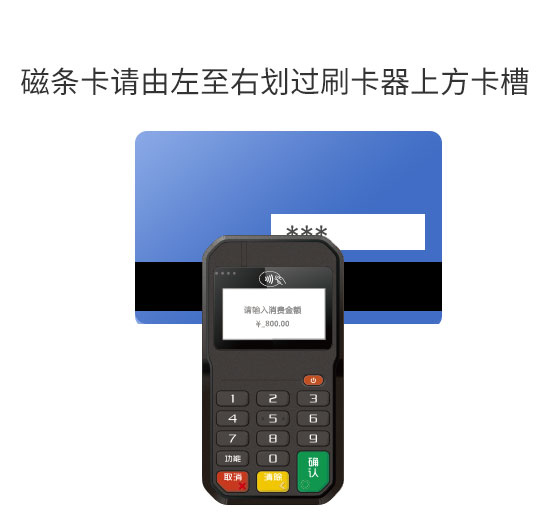 磁条卡请由左至右划过刷卡器上方卡槽
***
请输入消费金额
¥_800.00
1 2 3
4 5 6
7 8 9
功能 0 确认
取消 清除